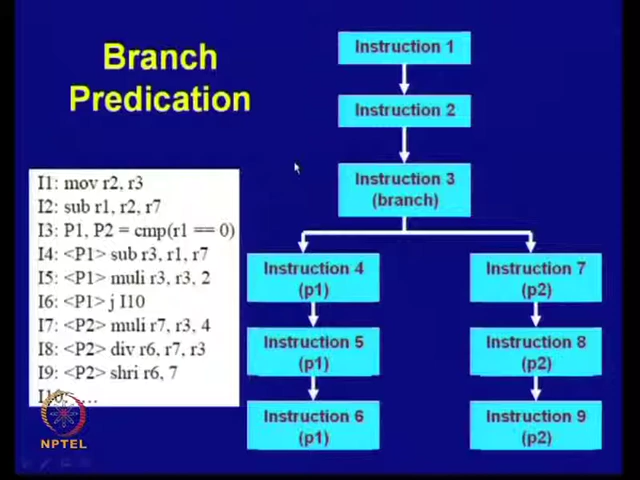 Branch
Predication
I1: mov r2, r3
I2: sub r1, r2, r7
I3: P1, P2 = cmp(r1 == 0)
I4: <P1> sub r3, r1, r7
I5: <P1> muli r3, r3, 2
I6: <P1> j I10
I7: <P2> muli r7, r3, 4
I8: <P2> div r6, r7, r3
I9: <P2> shri r6, 7
I10: ....
NPTEL
Instruction 1
Instruction 2
Instruction 3
(branch)
Instruction 4
(p1)
Instruction 5
(p1)
Instruction 6
(p1)
Instruction 7
(p2)
Instruction 8
(p2)
Instruction 9
(p2)